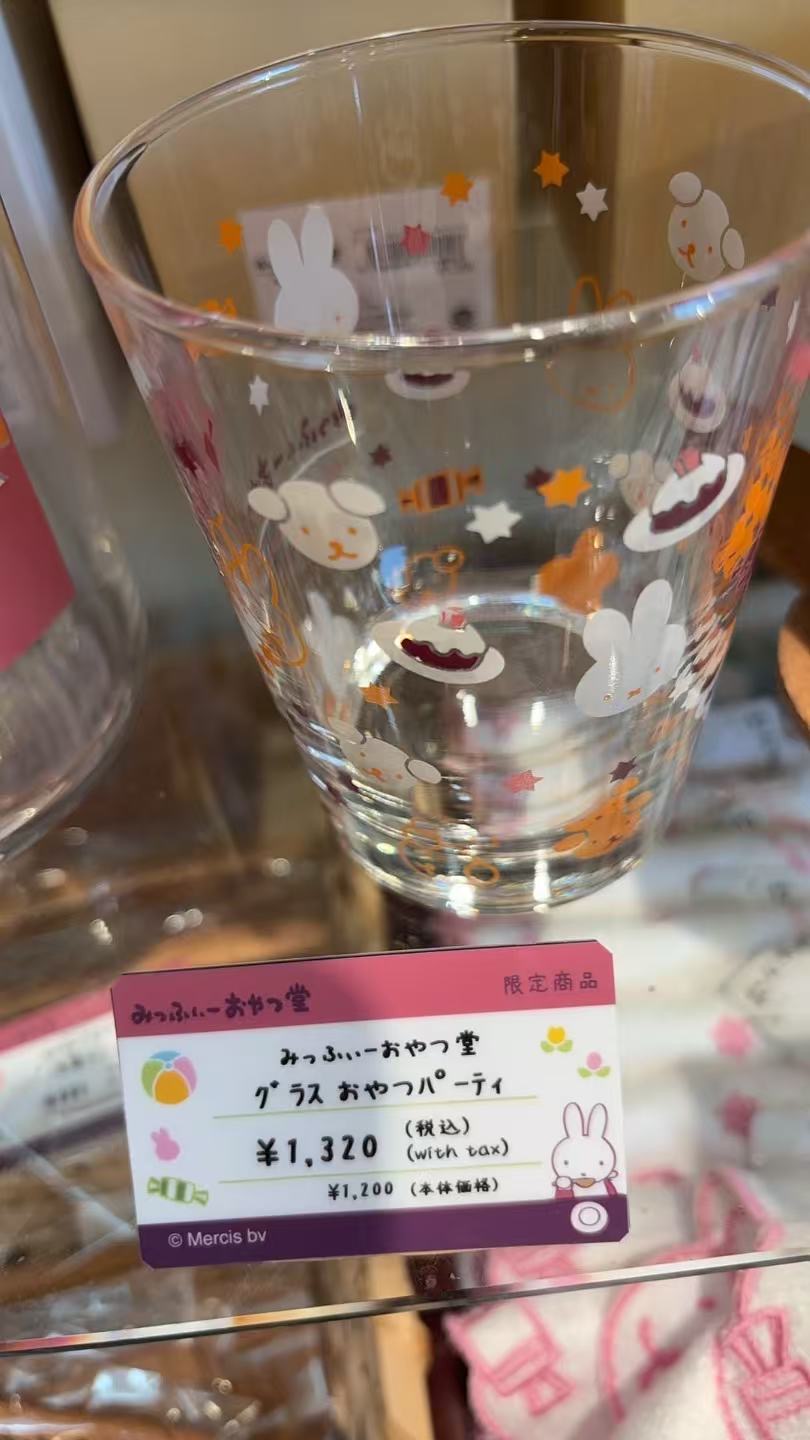 みっふぃーおやつ堂
限定商品
みっふぃーおやつ堂
グラス おやつパーティ
¥1,320 (税込)
(with tax)
¥1,200 (本体価格)
© Mercis bv